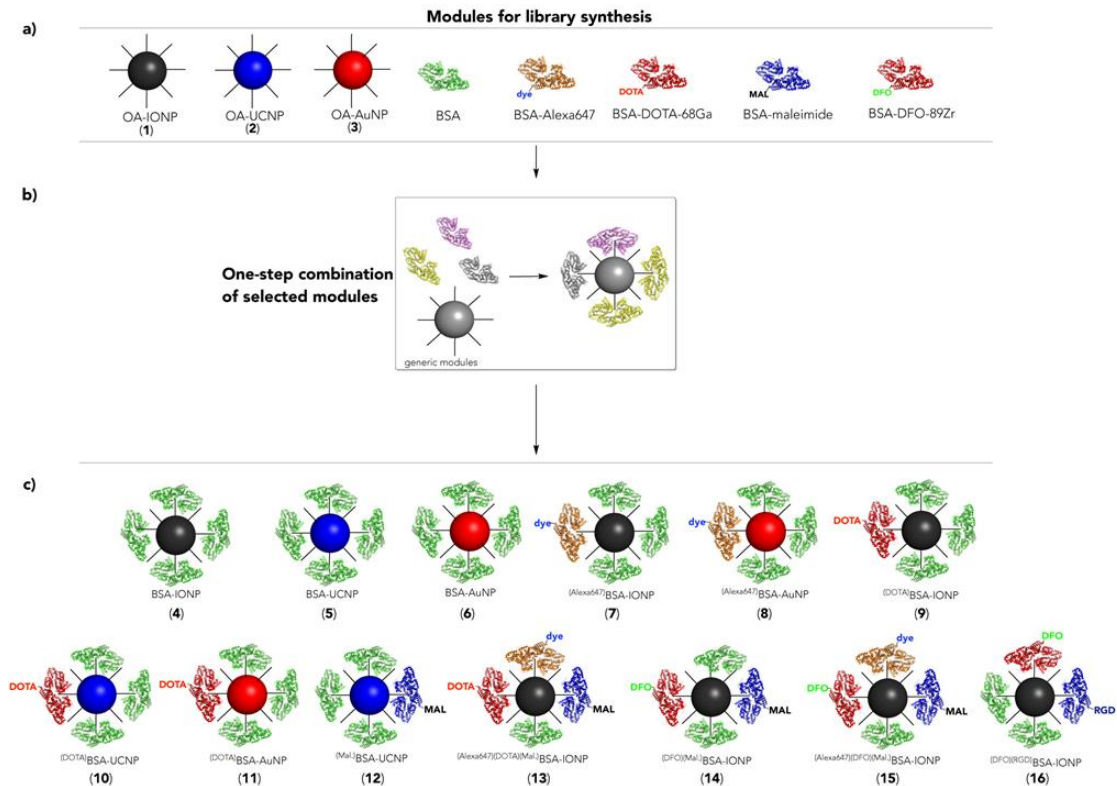 Modules for library synthesis
a)
dye
DOTA
MAL
DFO
OA-IONP
OA-UCNP
OA-AuNP
BSA
BSA-Alexa647
BSA-DOTA-68Ga
BSA-maleimide
BSA-DFO-89Zr
(1)
(2)
(3)
b)
One-step combination
of selected modules
generic modules
c)
dye
dye
DOTA
BSA-IONP
BSA-UCNP
BSA-AuNP
(Alexa647)BSA-IONP
(Alexa647)BSA-AuNP
(DOTA)BSA-IONP
(4)
(5)
(6)
(7)
(8)
(9)
dye
dye
DFO
DOTA
DOTA
DOTA
DFO
DFO
MAL
MAL
MAL
MAL
RGD
(DOTA)BSA-UCNP
(DOTA)BSA-AuNP
(Mal.)BSA-UCNP
(Alexa647)(DOTA)(Mal.)BSA-IONP
(DFO)(Mal.)BSA-IONP
(Alexa647)(DFO)(Mal.)BSA-IONP
(DFO)(RGD)BSA-IONP
(10)
(11)
(12)
(13)
(14)
(15)
(16)